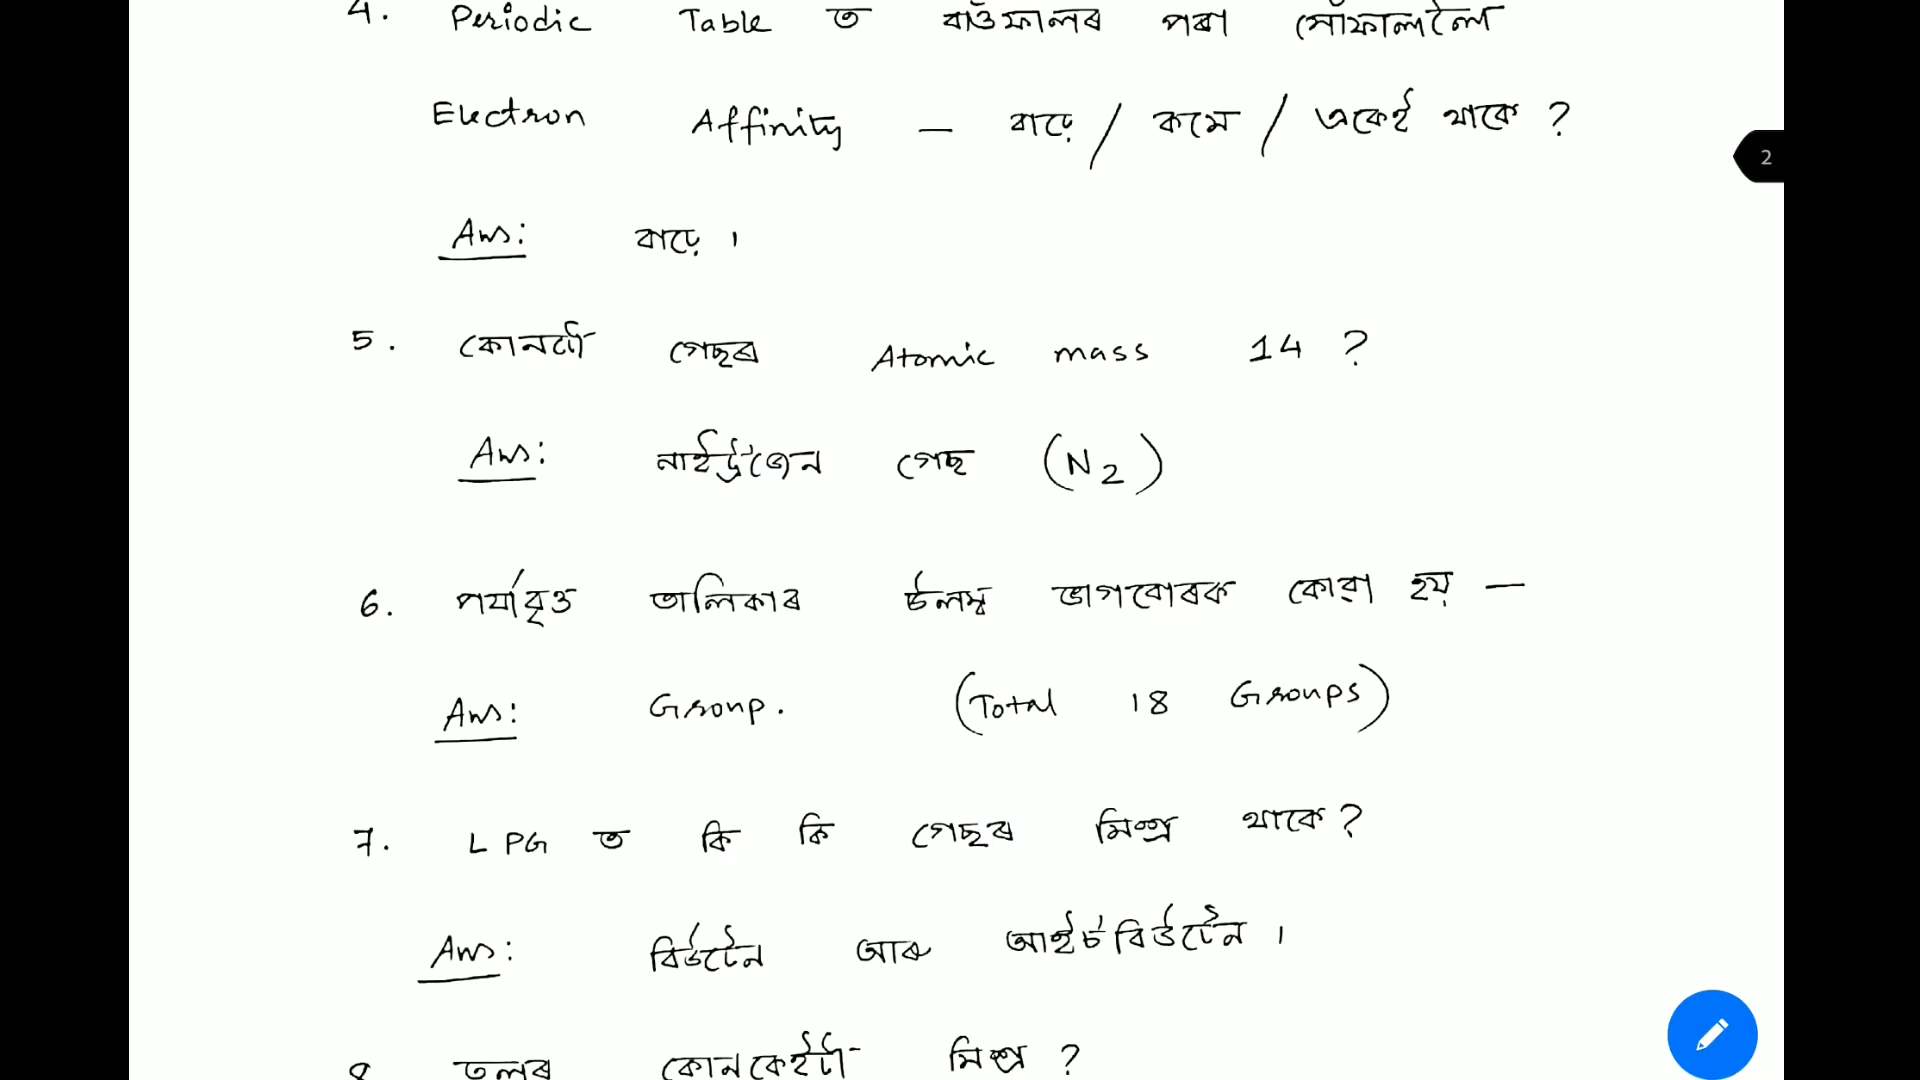 4. Periodic Table ত বাওঁফালৰ পৰা সোঁফাললৈ
Electron Affinity — বাঢ়ে / কমে / একেই থাকে ?
Ans: বাঢ়ে ।
5. কোনটো গেছৰ Atomic mass 14 ?
Ans: নাইট্ৰ'জেন গেছ (N2)
6. পৰ্যাবৃত্ত তালিকাৰ উলম্ব ভাগবোৰক কোৱা হয় —
Ans: Group. (Total 18 Groups)
7. LPG ত কি কি গেছৰ মিশ্ৰ থাকে?
Ans: বিউটেন আৰু আইচ'বিউটেন ।
8 তলৰ কোনকেইটা মিশ্ৰ ?
2